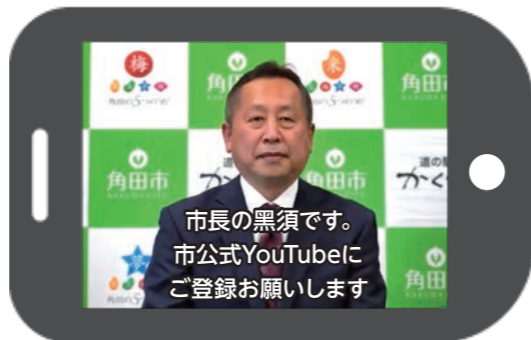 梅
角田市
米
角田市
角田市
道の駅
かく
角田市
市長の黒須です。
市公式YouTubeに
ご登録お願いします
角田